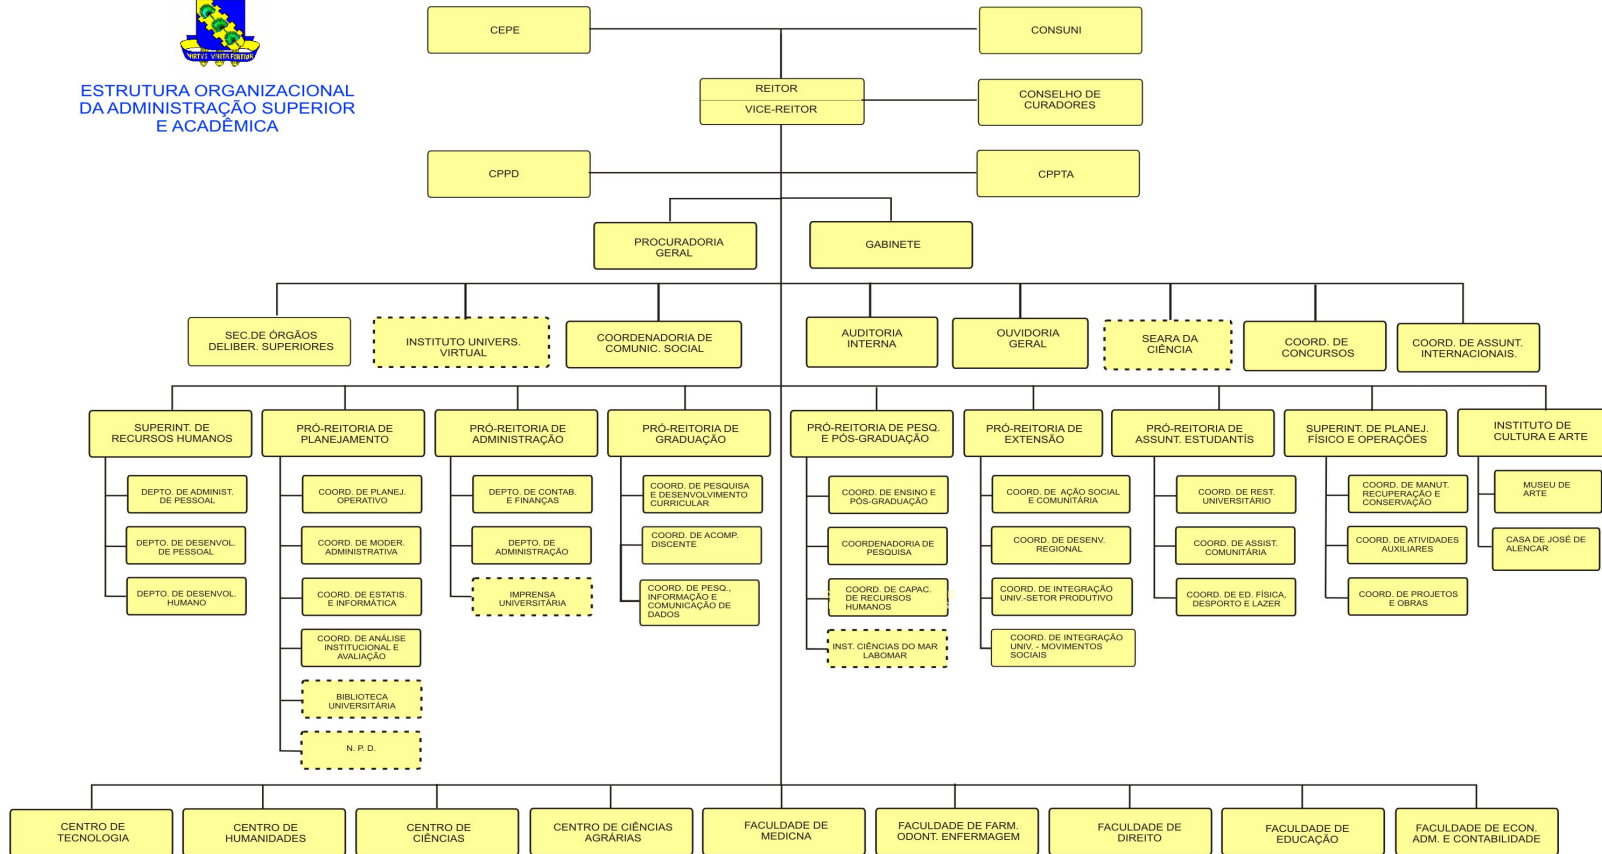 VIRTVS VNITA FORTIOR
ESTRUTURA ORGANIZACIONAL
DA ADMINISTRAÇÃO SUPERIOR
E ACADÊMICA
CEPE
CONSUNI
REITOR
VICE-REITOR
CONSELHO DE
CURADORES
CPPD
CPPTA
PROCURADORIA
GERAL
GABINETE
SEC.DE ÓRGÃOS
DELIBER. SUPERIORES
INSTITUTO UNIVERS.
VIRTUAL
COORDENADORIA DE
COMUNIC. SOCIAL
AUDITORIA
INTERNA
OUVIDORIA
GERAL
SEARA DA
CIÊNCIA
COORD. DE
CONCURSOS
COORD. DE ASSUNT.
INTERNACIONAIS.
SUPERINT. DE
RECURSOS HUMANOS
PRÓ-REITORIA DE
PLANEJAMENTO
PRÓ-REITORIA DE
ADMINISTRAÇÃO
PRÓ-REITORIA DE
GRADUAÇÃO
PRÓ-REITORIA DE PESQ.
E PÓS-GRADUAÇÃO
PRÓ-REITORIA DE
EXTENSÃO
PRÓ-REITORIA DE
ASSUNT. ESTUDANTÍS
SUPERINT. DE PLANEJ.
FÍSICO E OPERAÇÕES
INSTITUTO DE
CULTURA E ARTE
DEPTO. DE ADMINIST.
DE PESSOAL
DEPTO. DE DESENVOL.
DE PESSOAL
DEPTO. DE DESENVOL.
HUMANO
COORD. DE PLANEJ.
OPERATIVO
COORD. DE MODER.
ADMINISTRATIVA
COORD. DE ESTATIS.
E INFORMÁTICA
COORD. DE ANÁLISE
INSTITUCIONAL E
AVALIAÇÃO
BIBLIOTECA
UNIVERSITÁRIA
N. P. D.
DEPTO. DE CONTAB.
E FINANÇAS
DEPTO. DE
ADMINISTRAÇÃO
IMPRENSA
UNIVERSITÁRIA
COORD. DE PESQUISA
E DESENVOLVIMENTO
CURRICULAR
COORD. DE ACOMP.
DISCENTE
COORD. DE PESQ.,
INFORMAÇÃO E
COMUNICAÇÃO DE
DADOS
COORD. DE ENSINO E
PÓS-GRADUAÇÃO
COORDENADORIA DE
PESQUISA
COORD. DE CAPAC.
DE RECURSOS
HUMANOS
INST. CIÊNCIAS DO MAR
LABOMAR
COORD. DE AÇÃO SOCIAL
E COMUNITÁRIA
COORD. DE DESENV.
REGIONAL
COORD. DE INTEGRAÇÃO
UNIV.-SETOR PRODUTIVO
COORD. DE INTEGRAÇÃO
UNIV. - MOVIMENTOS
SOCIAIS
COORD. DE REST.
UNIVERSITÁRIO
COORD. DE ASSIST.
COMUNITÁRIA
COORD. DE ED. FÍSICA,
DESPORTO E LAZER
COORD. DE MANUT.
RECUPERAÇÃO E
CONSERVAÇÃO
COORD. DE ATIVIDADES
AUXILIARES
COORD. DE PROJETOS
E OBRAS
MUSEU DE
ARTE
CASA DE JOSÉ DE
ALENCAR
CENTRO DE
TECNOLOGIA
CENTRO DE
HUMANIDADES
CENTRO DE
CIÊNCIAS
CENTRO DE CIÊNCIAS
AGRÁRIAS
FACULDADE DE
MEDICNA
FACULDADE DE FARM.
ODONT. ENFERMAGEM
FACULDADE DE
DIREITO
FACULDADE DE
EDUCAÇÃO
FACULDADE DE ECON.
ADM. E CONTABILIDADE